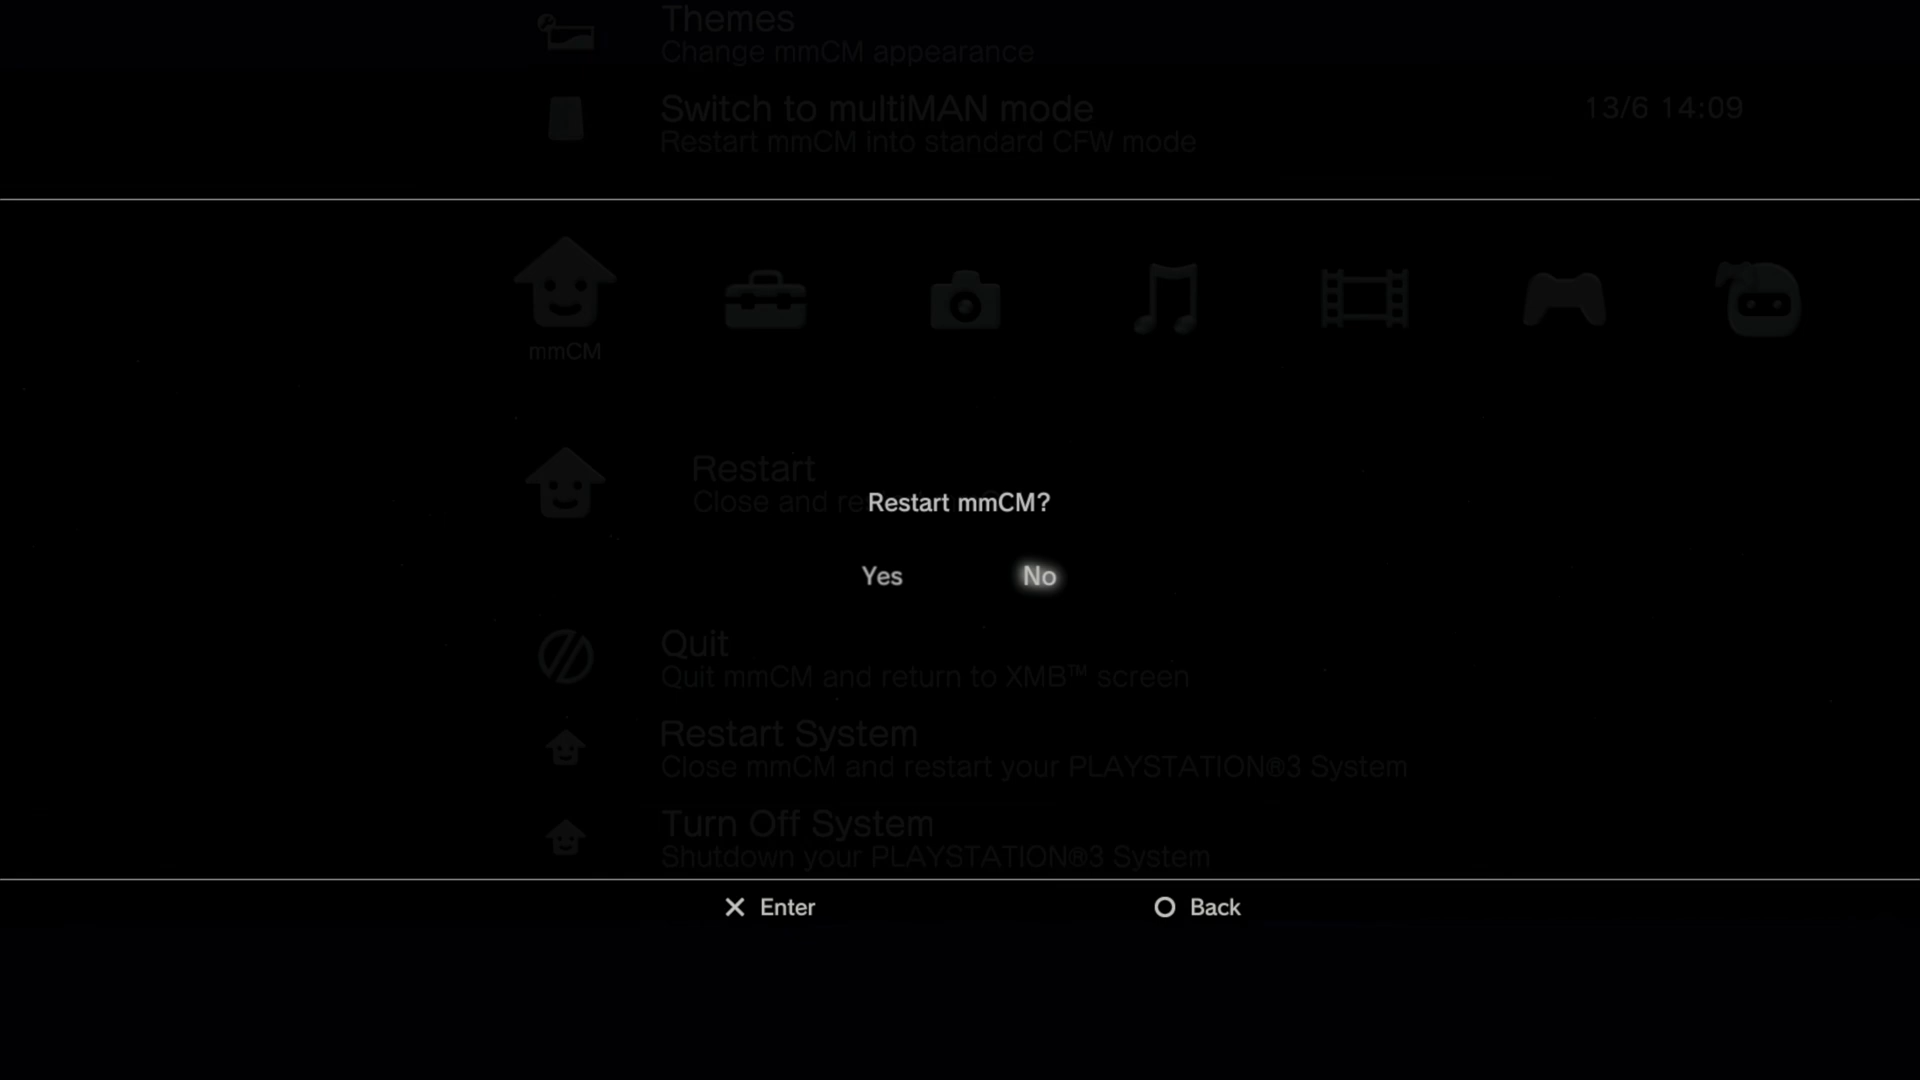 Themes
Change mmCM appearance
Switch to multiMAN mode
13/6 14:09
Restart mmCM into standard CFW mode
mmCM
Restart
Close and re
Restart mmCM?
Yes No
Quit
Quit mmCM and return to XMB™ screen
Restart System
Close mmCM and restart your PLAYSTATION®3 System
Turn Off System
Shutdown your PLAYSTATION®3 System
Enter Back